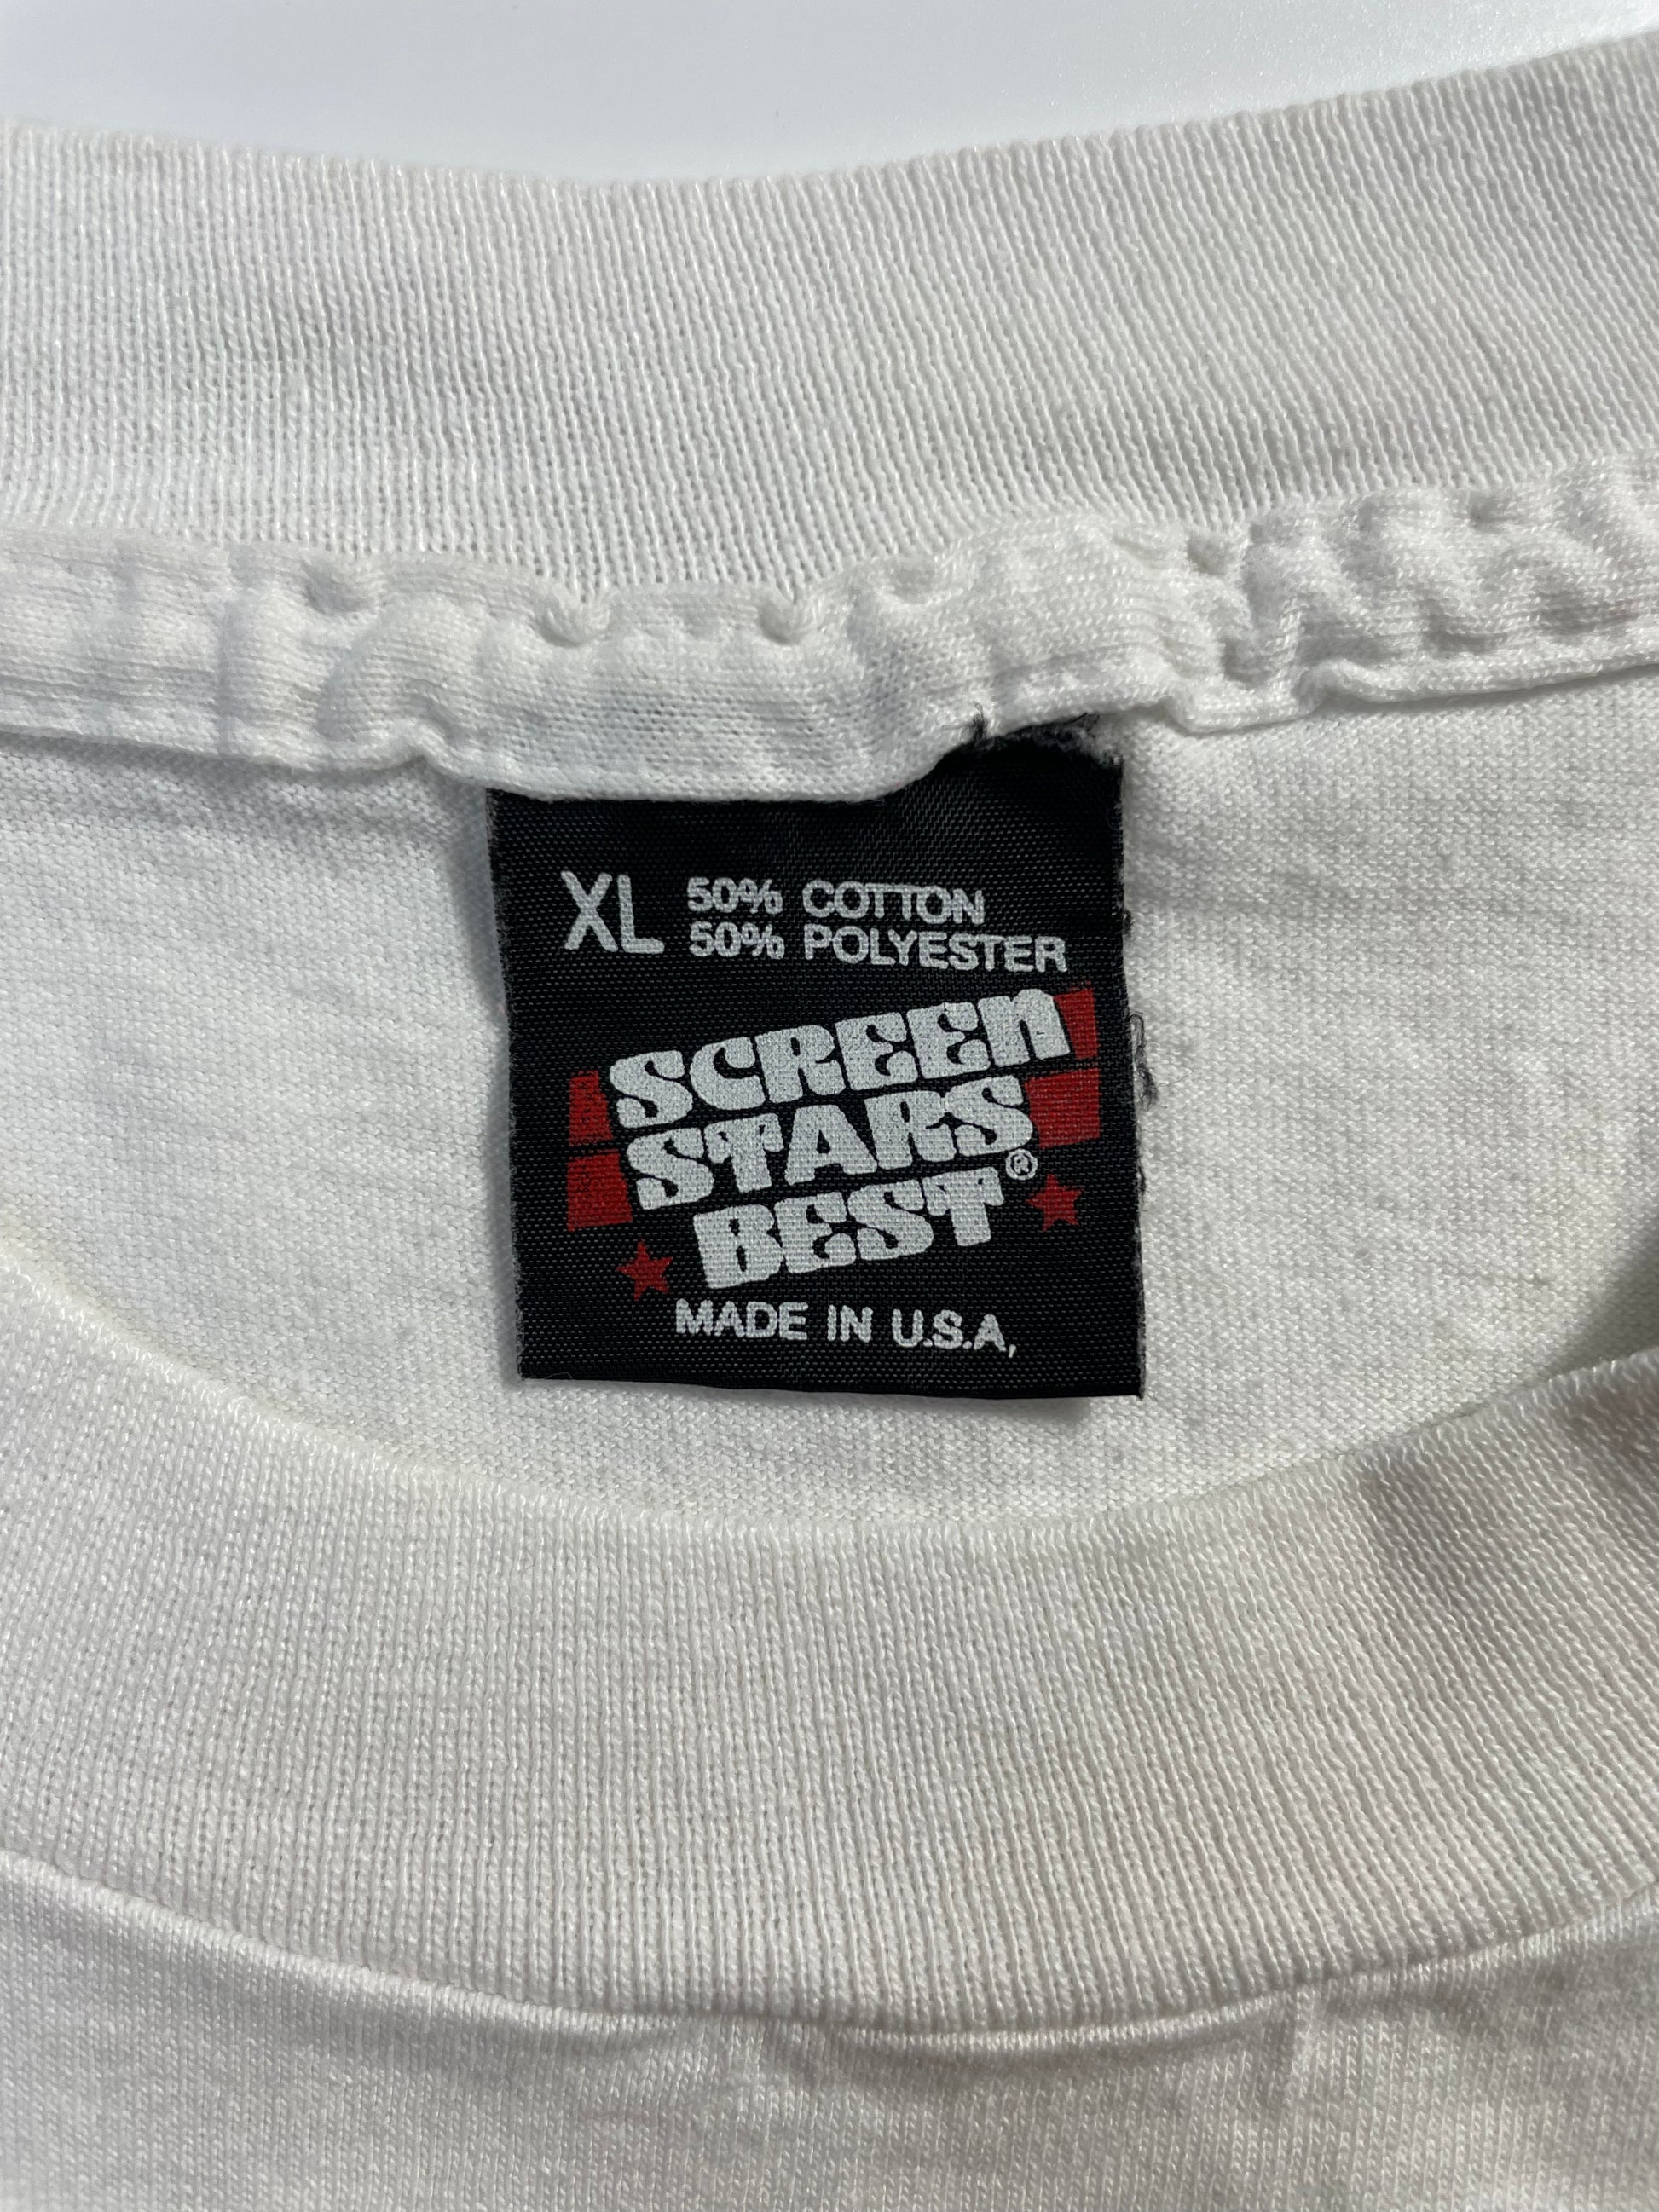 XL 50% COTTON
50% POLYESTER
SCREEN
STARS
BEST®
MADE IN U.S.A,